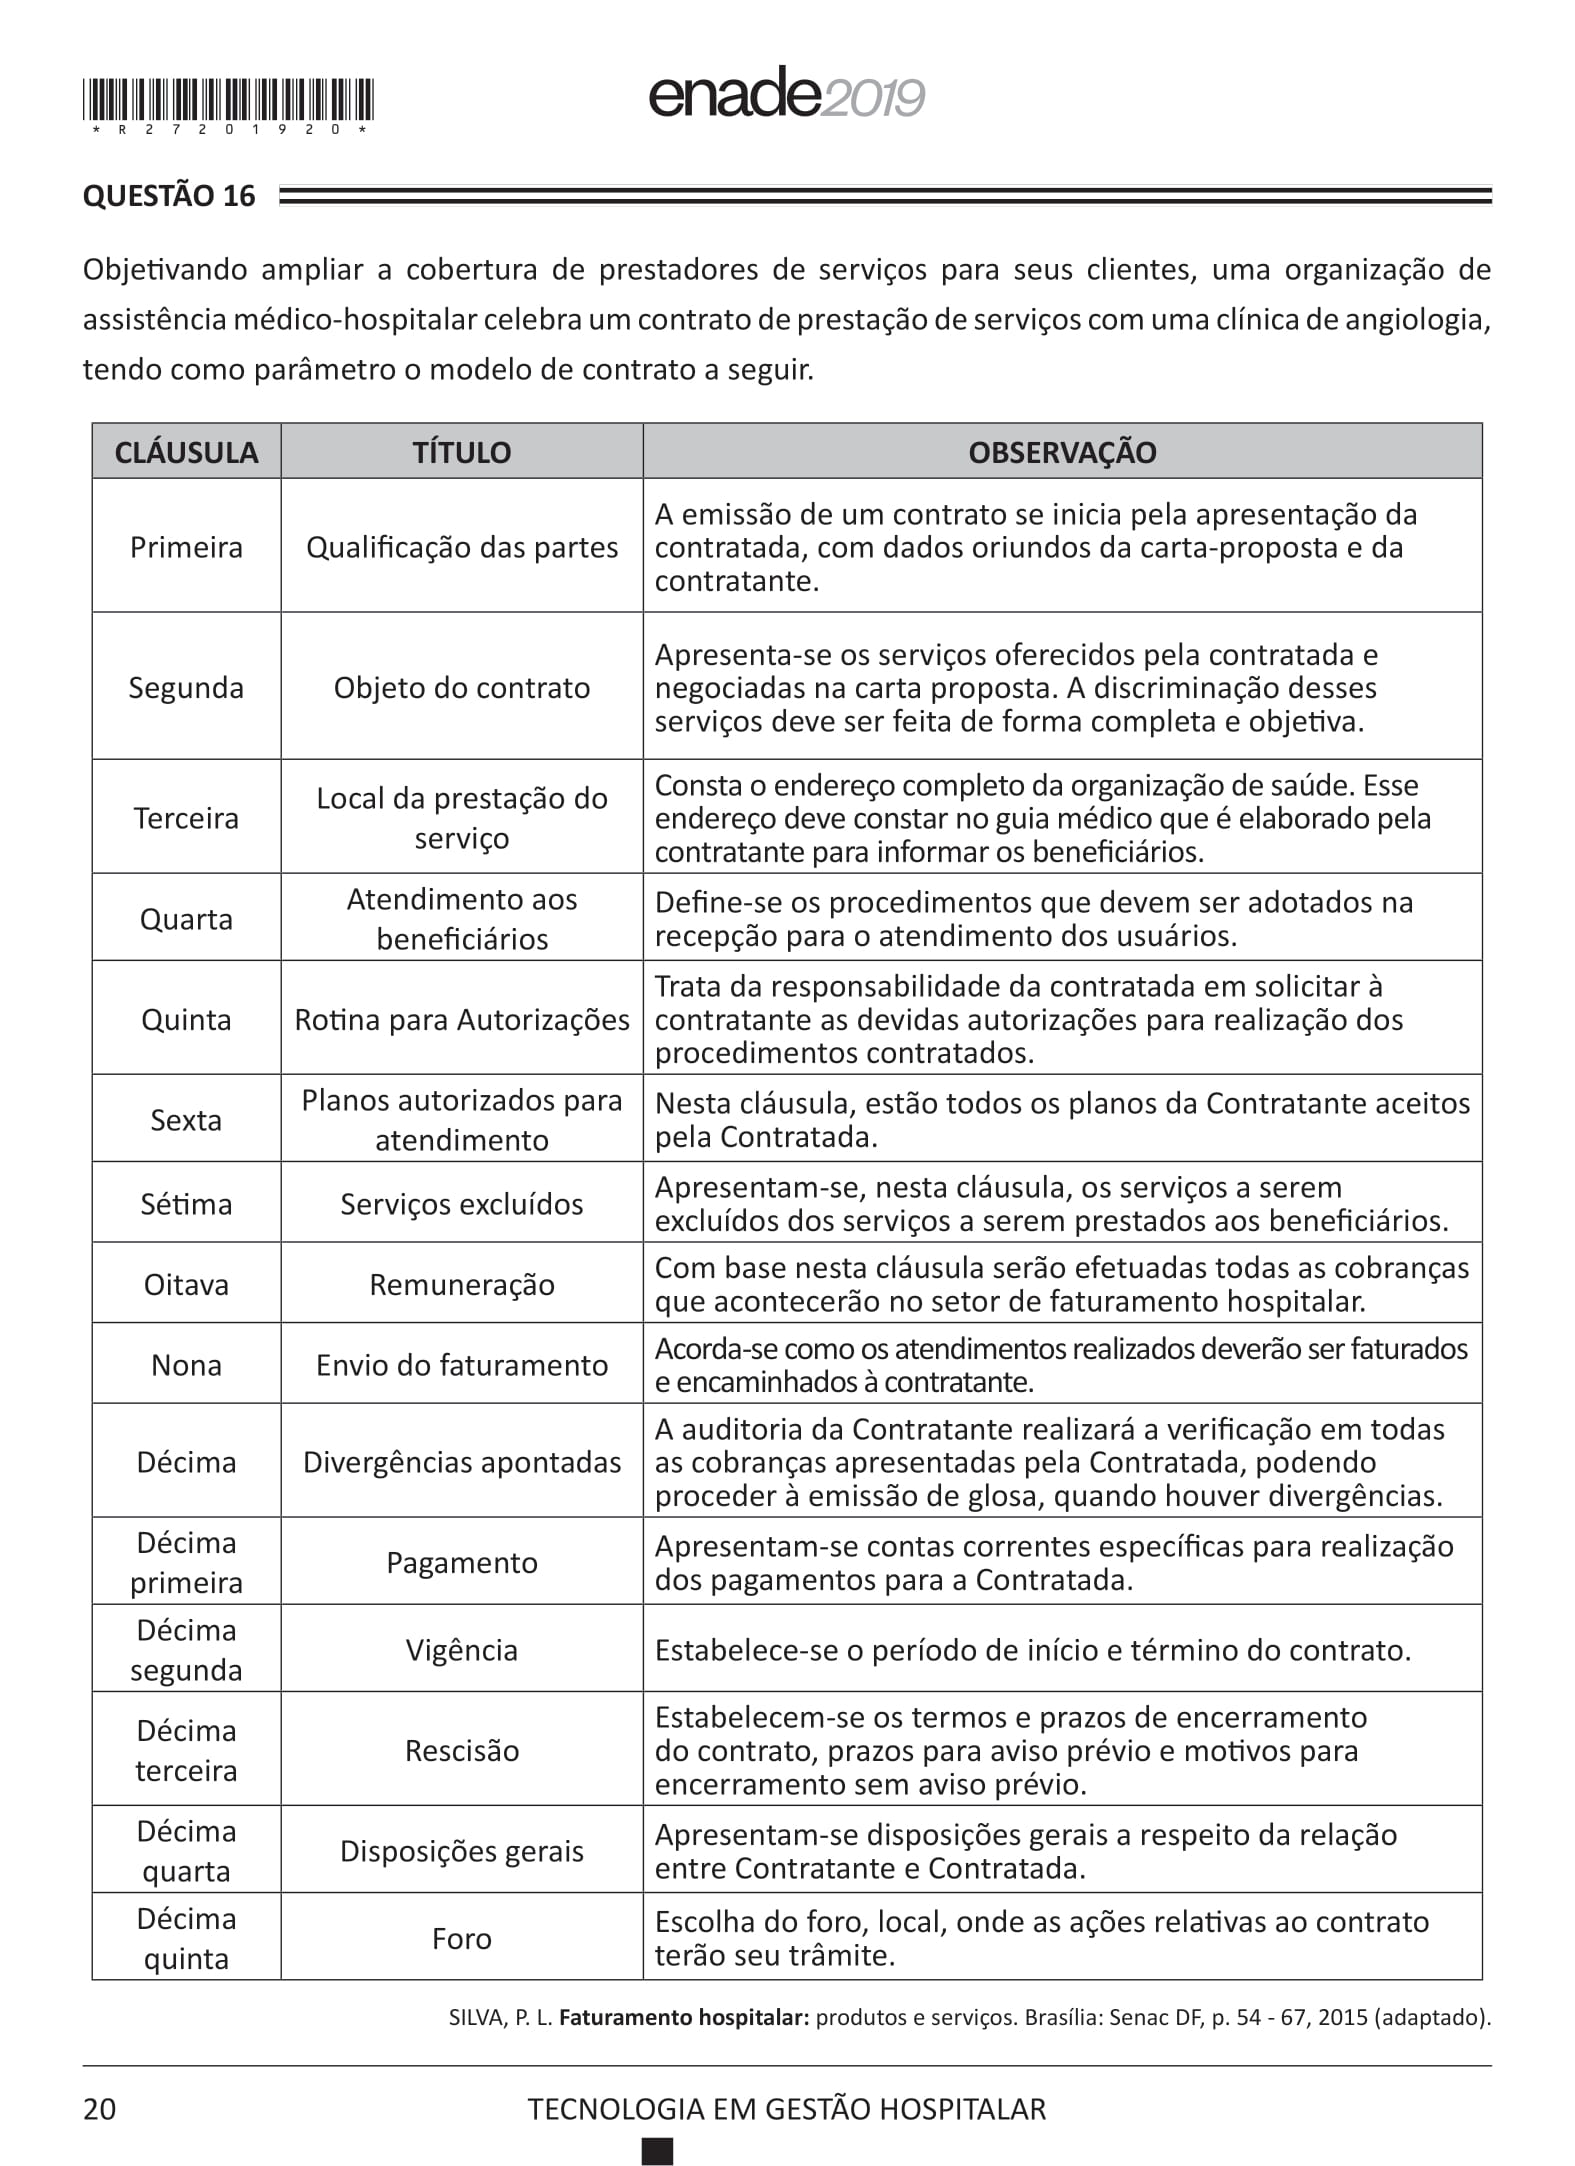 *R27201920*
enade2019
QUESTÃO 16
Objetivando ampliar a cobertura de prestadores de serviços para seus clientes, uma organização de
assistência médico-hospitalar celebra um contrato de prestação de serviços com uma clínica de angiologia,
tendo como parâmetro o modelo de contrato a seguir.
CLÁUSULA TÍTULO OBSERVAÇÃO
Primeira
Qualificação das partes
A emissão de um contrato se inicia pela apresentação da
contratada, com dados oriundos da carta-proposta e da
contratante.
Segunda
Objeto do contrato
Apresenta-se os serviços oferecidos pela contratada e
negociadas na carta proposta. A discriminação desses
serviços deve ser feita de forma completa e objetiva.
Terceira
Local da prestação do
serviço
Consta o endereço completo da organização de saúde. Esse
endereço deve constar no guia médico que é elaborado pela
contratante para informar os beneficiários.
Quarta
Atendimento aos
beneficiários
Define-se os procedimentos que devem ser adotados na
recepção para o atendimento dos usuários.
Quinta
Rotina para Autorizações
Trata da responsabilidade da contratada em solicitar à
contratante as devidas autorizações para realização dos
procedimentos contratados.
Sexta
Planos autorizados para
atendimento
Nesta cláusula, estão todos os planos da Contratante aceitos
pela Contratada.
Sétima
Serviços excluídos
Apresentam-se, nesta cláusula, os serviços a serem
excluídos dos serviços a serem prestados aos beneficiários.
Oitava
Remuneração
Com base nesta cláusula serão efetuadas todas as cobranças
que acontecerão no setor de faturamento hospitalar.
Nona
Envio do faturamento
Acorda-se como os atendimentos realizados deverão ser faturados
e encaminhados à contratante.
Décima
Divergências apontadas
A auditoria da Contratante realizará a verificação em todas
as cobranças apresentadas pela Contratada, podendo
proceder à emissão de glosa, quando houver divergências.
Décima
primeira
Pagamento
Apresentam-se contas correntes específicas para realização
dos pagamentos para a Contratada.
Décima
segunda
Vigência
Estabelece-se o período de início e término do contrato.
Décima
terceira
Rescisão
Estabelecem-se os termos e prazos de encerramento
do contrato, prazos para aviso prévio e motivos para
encerramento sem aviso prévio.
Décima
quarta
Disposições gerais
Apresentam-se disposições gerais a respeito da relação
entre Contratante e Contratada.
Décima
quinta
Foro
Escolha do foro, local, onde as ações relativas ao contrato
terão seu trâmite.
SILVA, P. L. Faturamento hospitalar: produtos e serviços. Brasília: Senac DF, p. 54 - 67, 2015 (adaptado).
20 TECNOLOGIA EM GESTÃO HOSPITALAR